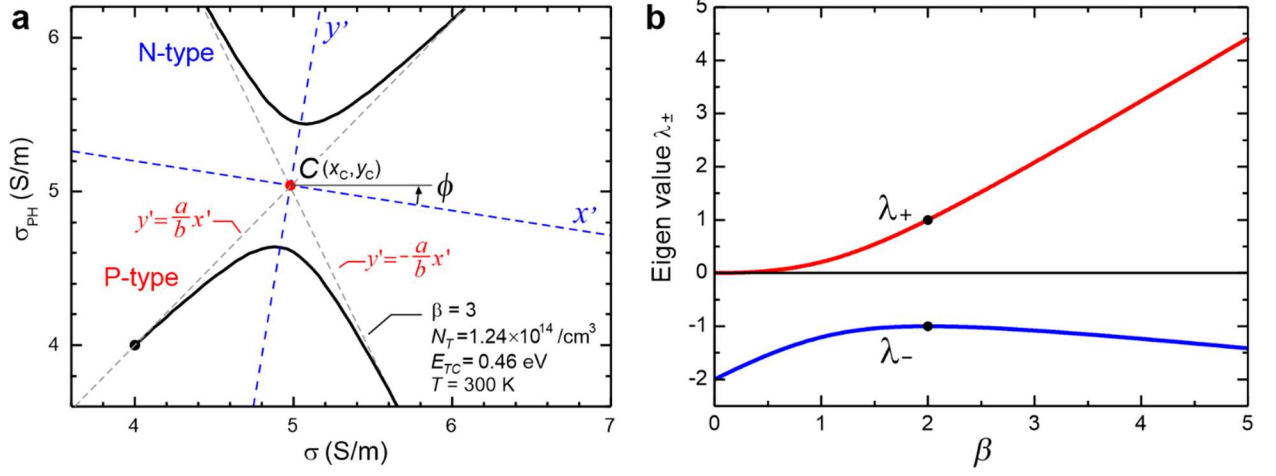 a
6
5
4
σPH (S/m)
N-type
y'
C (xC, yC)
ϕ
x'
y'=a/b x'
y'=-a/b x'
P-type
β = 3
NT=1.24×10^14 /cm^3
ETC= 0.46 eV
T = 300 K
4
5
6
7
σ (S/m)
b
5
4
3
2
1
0
-1
-2
Eigen value λ±
λ+
λ−
0
1
2
3
4
5
β